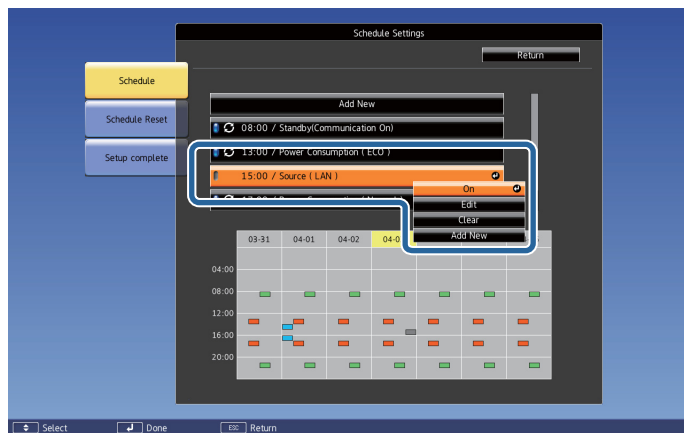 Schedule Settings
Return
Schedule
Schedule Reset
Setup complete
Add New
08:00 / Standby(Communication On)
13:00 / Power Consumption ( ECO )
15:00 / Source ( LAN )
On
Edit
Clear
Add New
03-31 04-01 04-02
04:00
08:00
12:00
16:00
20:00
Select Done ESC Return